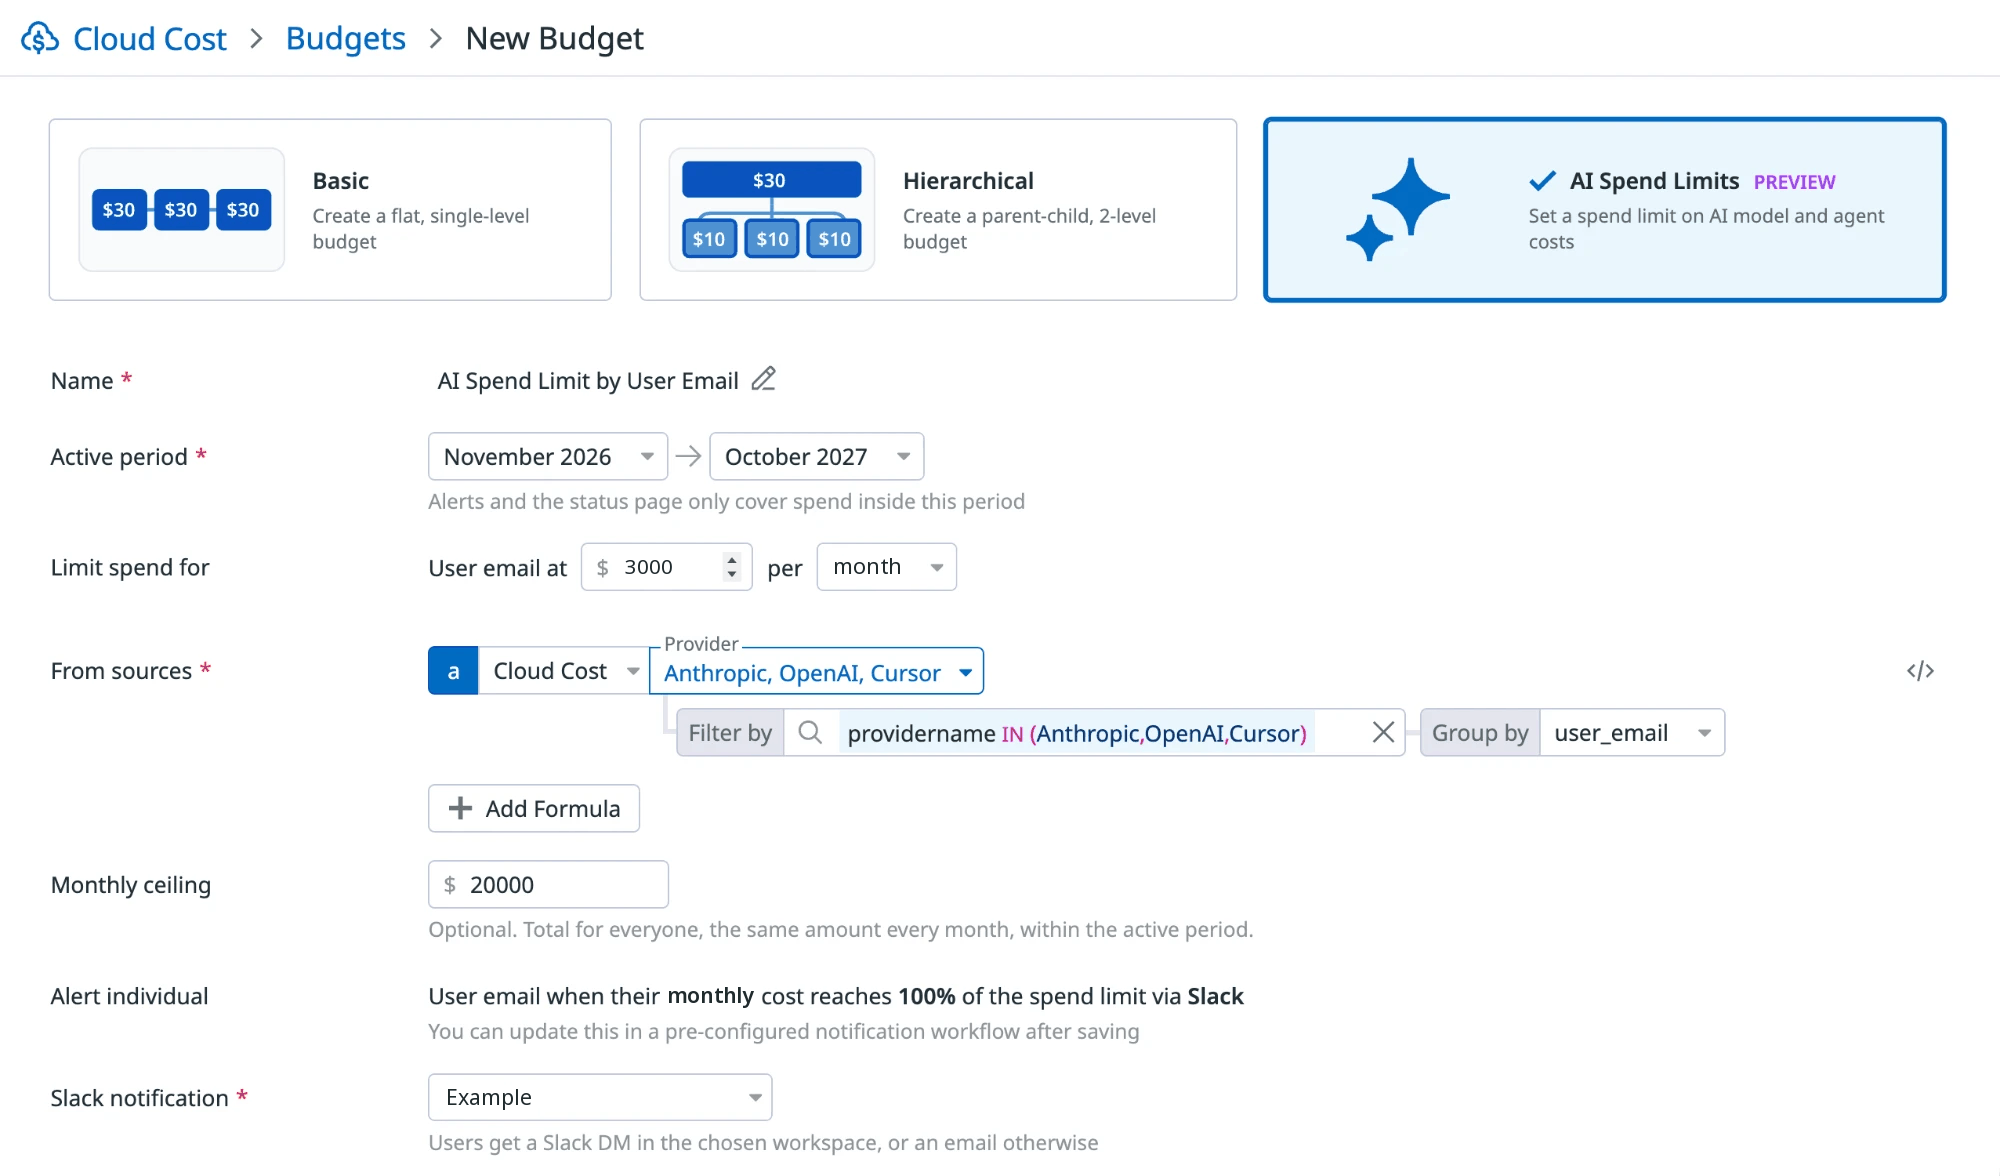 Cloud Cost > Budgets > New Budget
$30 $30 $30
Basic
Create a flat, single-level
budget
$30
$10 $10 $10
Hierarchical
Create a parent-child, 2-level
budget
AI Spend Limits PREVIEW
Set a spend limit on AI model and agent
costs
Name * AI Spend Limit by User Email
Active period * November 2026 → October 2027
Alerts and the status page only cover spend inside this period
Limit spend for User email at $ 3000 per month
Provider
From sources * a Cloud Cost Anthropic, OpenAI, Cursor </>
Filter by providername IN (Anthropic,OpenAI,Cursor) Group by user_email
+ Add Formula
Monthly ceiling $ 20000
Optional. Total for everyone, the same amount every month, within the active period.
Alert individual User email when their monthly cost reaches 100% of the spend limit via Slack
You can update this in a pre-configured notification workflow after saving
Slack notification * Example
Users get a Slack DM in the chosen workspace, or an email otherwise